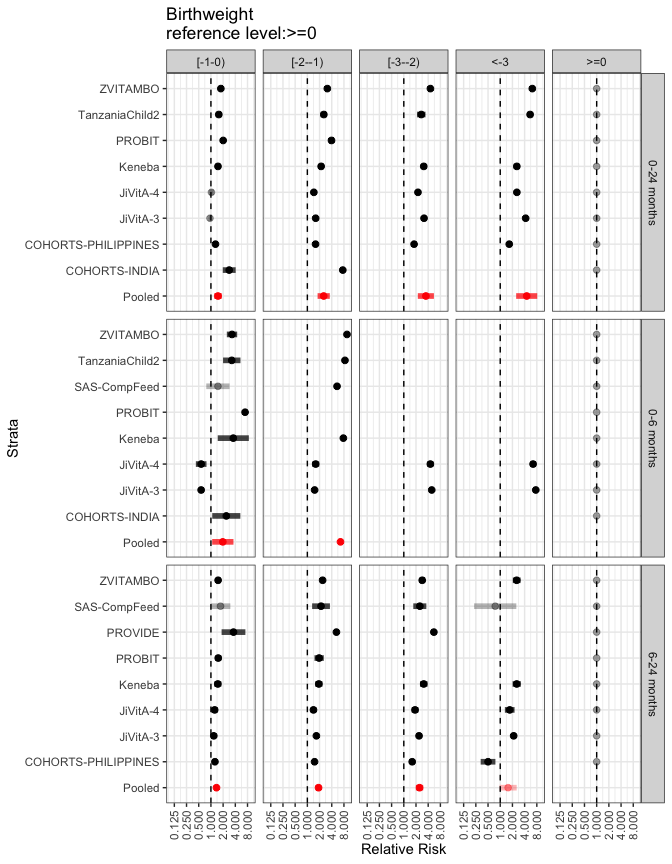 Birthweight
reference level:>=0
[-1-0)
[-2--1)
[-3--2)
<-3
>=0
ZVITAMBO
TanzaniaChild2
PROBIT
Keneba
JiVitA-4
JiVitA-3
COHORTS-PHILIPPINES
COHORTS-INDIA
Pooled
0-24 months
ZVITAMBO
TanzaniaChild2
SAS-CompFeed
PROBIT
Keneba
JiVitA-4
JiVitA-3
COHORTS-INDIA
Pooled
0-6 months
Strata
ZVITAMBO
SAS-CompFeed
PROVIDE
PROBIT
Keneba
JiVitA-4
JiVitA-3
COHORTS-PHILIPPINES
Pooled
6-24 months
0.125 0.250 0.500 1.000 2.000 4.000 8.000 0.125 0.250 0.500 1.000 2.000 4.000 8.000 0.125 0.250 0.500 1.000 2.000 4.000 8.000 0.125 0.250 0.500 1.000 2.000 4.000 8.000 0.125 0.250 0.500 1.000 2.000 4.000 8.000
Relative Risk